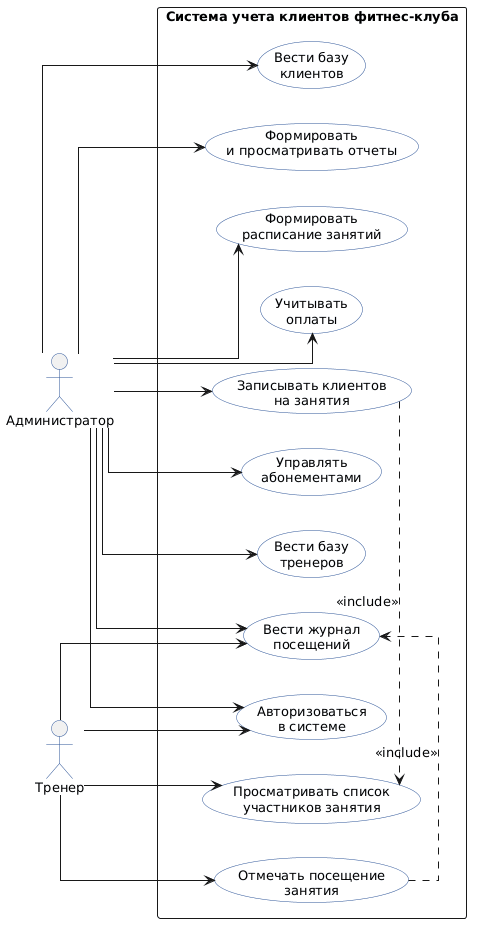 Система учета клиентов фитнес-клуба
Вести базу
клиентов
Формировать
и просматривать отчеты
Формировать
расписание занятий
Учитывать
оплаты
Записывать клиентов
на занятия
Администратор
Управлять
абонементами
Вести базу
тренеров
«include»
Вести журнал
посещений
Авторизоваться
в системе
«include»
Тренер
Просматривать список
участников занятия
Отмечать посещение
занятия